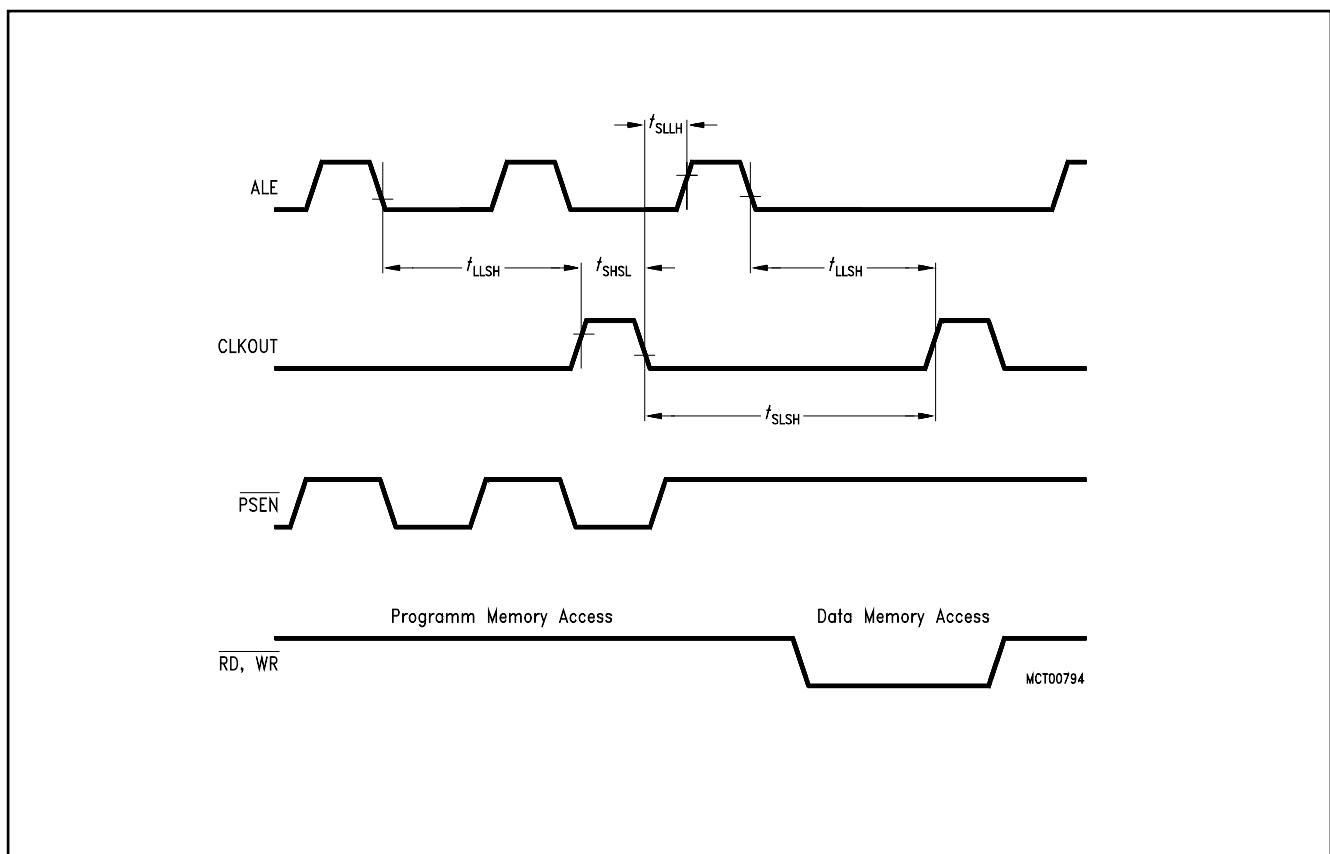 tSLLH
ALE
tLLSH
tSHSL
tLLSH
CLKOUT
tSLSH
PSEN
Programm Memory Access
Data Memory Access
RD, WR
MCT00794